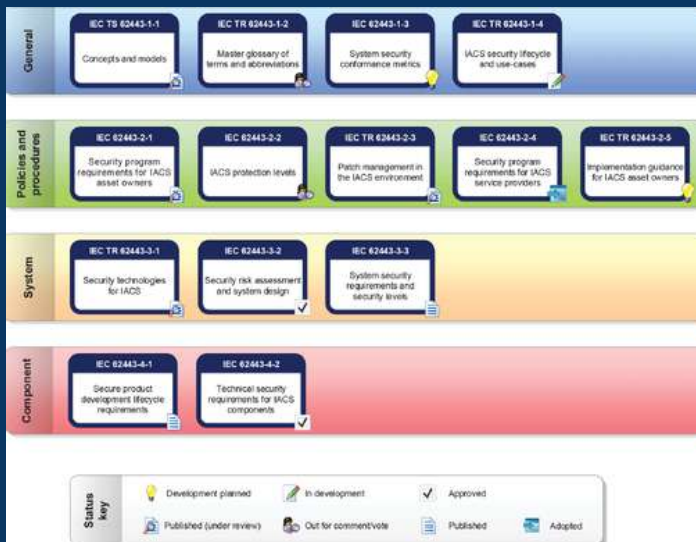 General
IEC TS 62443-1-1
Concepts and models
IEC TR 62443-1-2
Master glossary of
terms and abbreviations
IEC 62443-1-3
System security
conformance metrics
IEC TR 62443-1-4
IACS security lifecycle
and use-cases
Policies and
procedures
IEC 62443-2-1
Security program
requirements for IACS
asset owners
IEC 62443-2-2
IACS protection levels
IEC TR 62443-2-3
Patch management in
the IACS environment
IEC 62443-2-4
Security program
requirements for IACS
service providers
IEC TR 62443-2-5
Implementation guidance
for IACS asset owners
System
IEC TR 62443-3-1
Security technologies
for IACS
IEC 62443-3-2
Security risk assessment
and system design
IEC 62443-3-3
System security
requirements and
security levels
Component
IEC 62443-4-1
Secure product
development lifecycle
requirements
IEC 62443-4-2
Technical security
requirements for IACS
components
Status
key
Development planned
In development
Approved
Published (under review)
Out for comment/vote
Published
Adopted